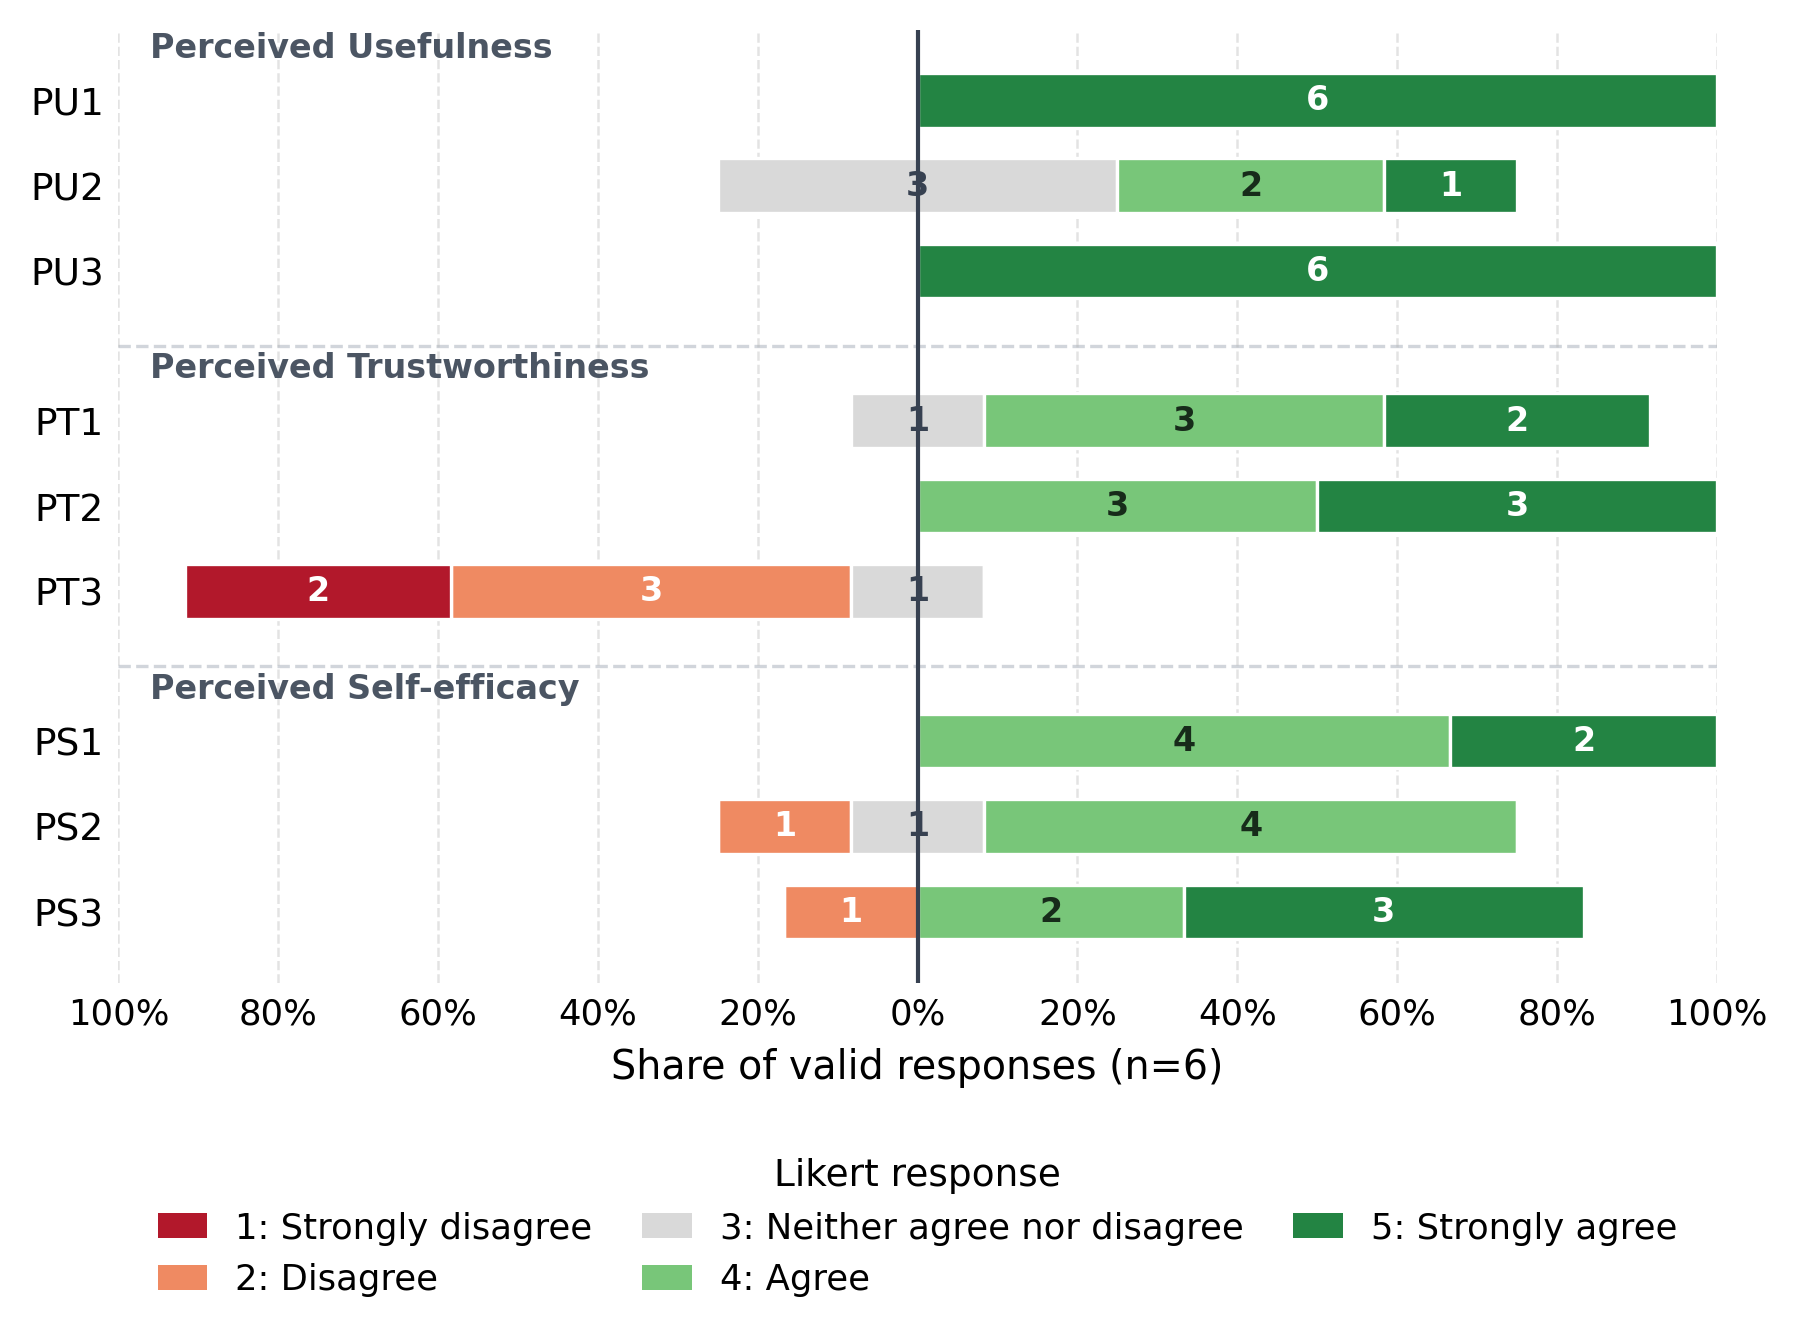 Perceived Usefulness
PU1 6
PU2 3 2 1
PU3 6
Perceived Trustworthiness
PT1 1 3 2
PT2 3 3
PT3 2 3 1
Perceived Self-efficacy
PS1 4 2
PS2 1 1 4
PS3 1 2 3
100% 80% 60% 40% 20% 0% 20% 40% 60% 80% 100%
Share of valid responses (n=6)
Likert response
1: Strongly disagree 3: Neither agree nor disagree 5: Strongly agree
2: Disagree 4: Agree